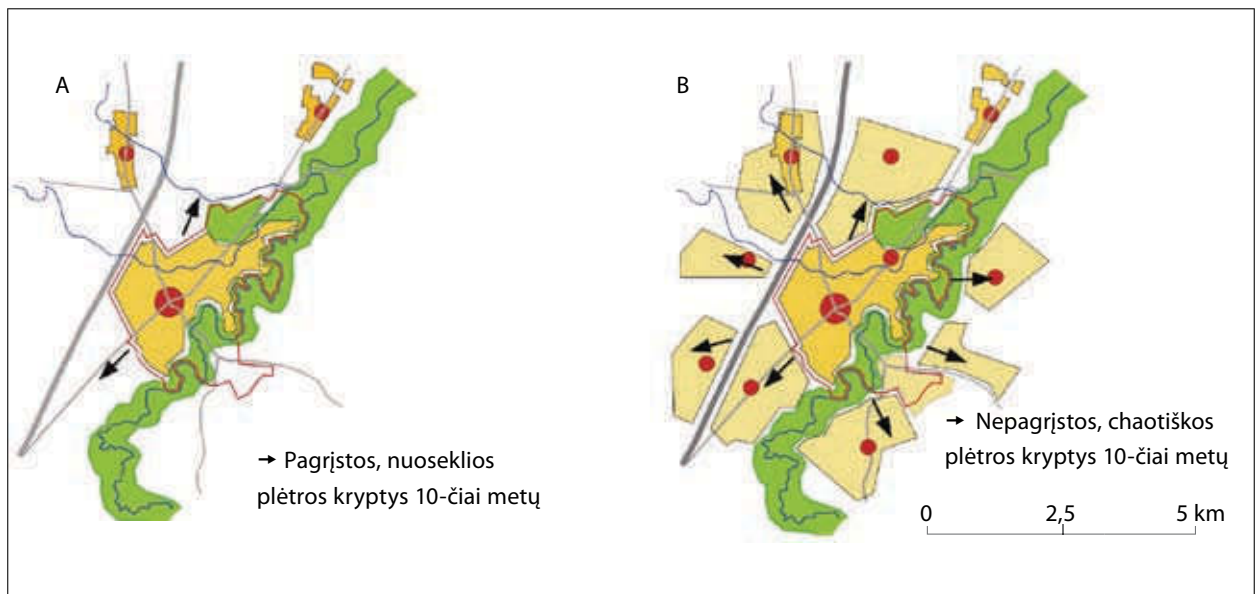 A
→ Pagrįstos, nuoseklios
plėtros kryptys 10-čiai metų
B
→ Nepagrįstos, chaotiškos
plėtros kryptys 10-čiai metų
0 2,5 5 km